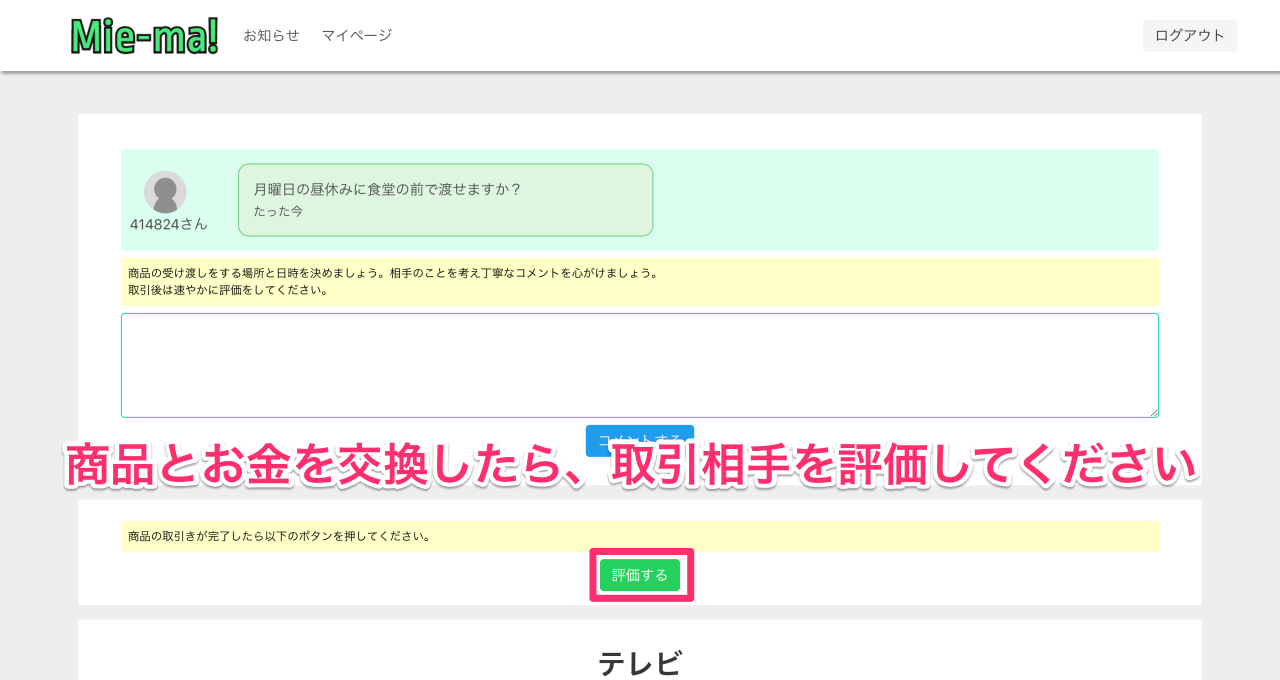 Mie-ma!
お知らせ
マイページ
ログアウト
月曜日の昼休みに食堂の前で渡せますか？
たった今
414824さん
商品の受け渡しをする場所と日時を決めましょう。相手のことを考え丁寧なコメントを心がけましょう。
取引後は速やかに評価をしてください。
コメントする
商品とお金を交換したら、取引相手を評価してください
商品の取引きが完了したら以下のボタンを押してください。
評価する
テレビ